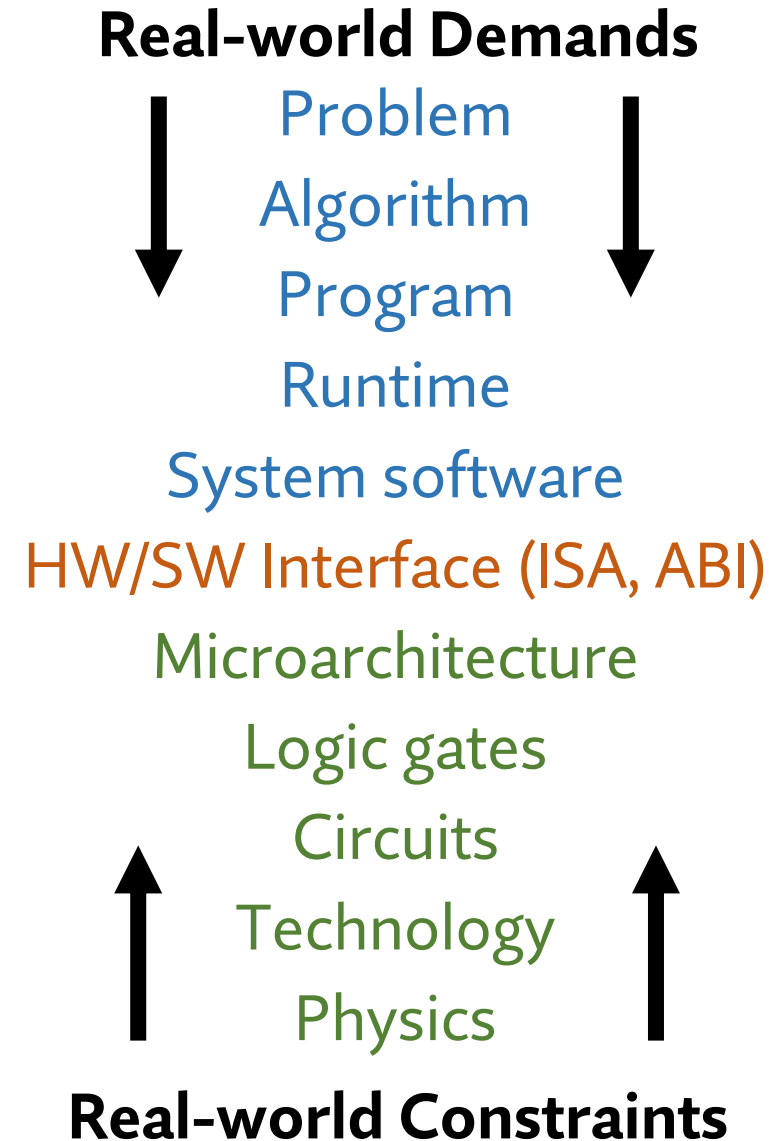 Real-world Demands
Problem
Algorithm
Program
Runtime
System software
HW/SW Interface (ISA, ABI)
Microarchitecture
Logic gates
Circuits
Technology
Physics
Real-world Constraints